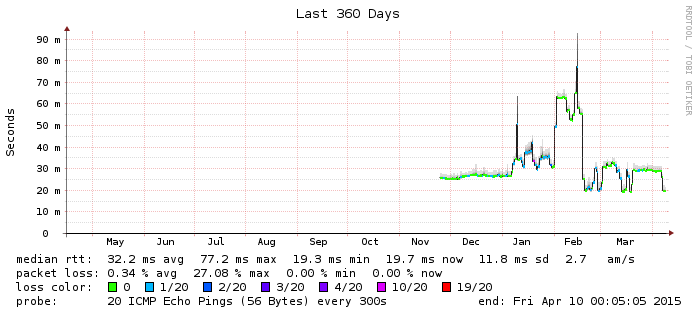 Last 360 Days
RRDTOOL / TOBI OETIKER
Seconds
90 m
80 m
70 m
60 m
50 m
40 m
30 m
20 m
10 m
0
May Jun Jul Aug Sep Oct Nov Dec Jan Feb Mar
median rtt: 32.2 ms avg 77.2 ms max 19.3 ms min 19.7 ms now 11.8 ms sd 2.7 am/s
packet loss: 0.34 % avg 27.08 % max 0.00 % min 0.00 % now
loss color: 0 1/20 2/20 3/20 4/20 10/20 19/20
probe: 20 ICMP Echo Pings (56 Bytes) every 300s end: Fri Apr 10 00:05:05 2015